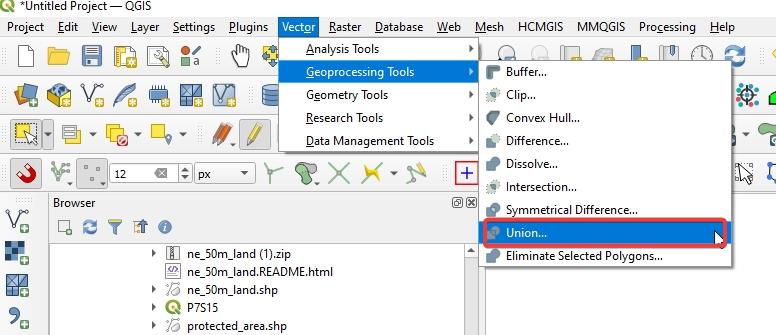 *Untitled Project — QGIS
Project Edit View Layer Settings Plugins Vector Raster Database Web Mesh HCMGIS MMQGIS Processing Help
Analysis Tools
Geoprocessing Tools
Geometry Tools
Research Tools
Data Management Tools
Buffer...
Clip...
Convex Hull...
Difference...
Dissolve...
Intersection...
Symmetrical Difference...
Union...
Eliminate Selected Polygons...
12 px
Browser
ne_50m_land (1).zip
ne_50m_land.README.html
ne_50m_land.shp
P7S15
protected_area.shp